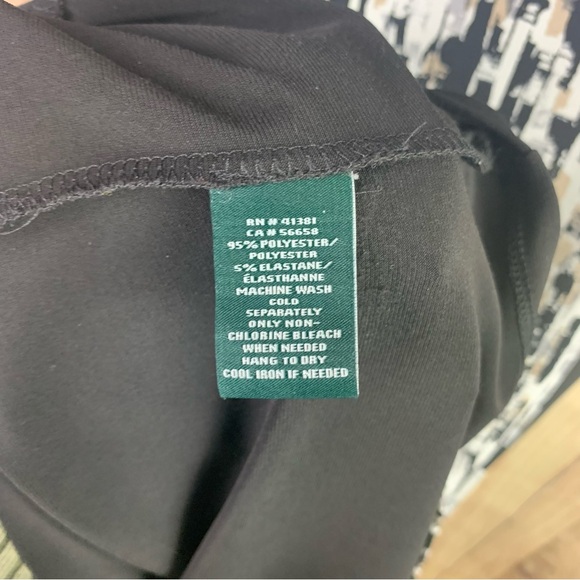 RN # 41381
CA # 56658
95% POLYESTER/
POLYESTER
5% ELASTANE/
ÉLASTHANNE
MACHINE WASH
COLD
SEPARATELY
ONLY NON-
CHLORINE BLEACH
WHEN NEEDED
HANG TO DRY
COOL IRON IF NEEDED